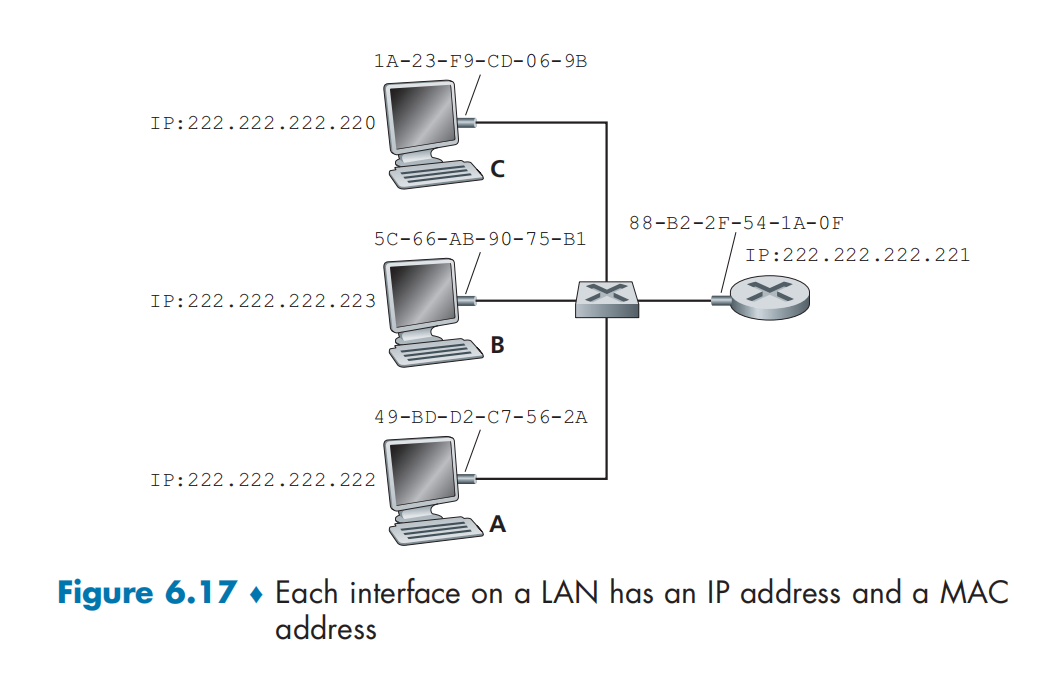 1A-23-F9-CD-06-9B
IP:222.222.222.220
C
88-B2-2F-54-1A-0F
5C-66-AB-90-75-B1
IP:222.222.222.221
IP:222.222.222.223
B
49-BD-D2-C7-56-2A
IP:222.222.222.222
A
Figure 6.17 ♦ Each interface on a LAN has an IP address and a MAC
address